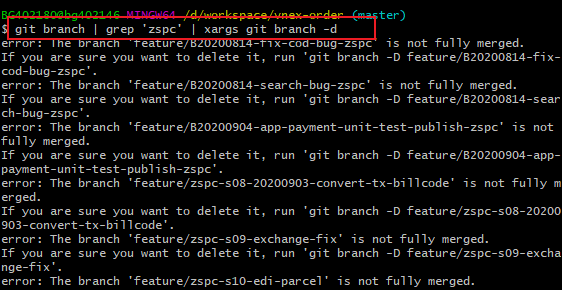 BG402180@bg402146 MINGW64 /d/workspace/ynex-order (master)
$ git branch | grep 'zspc' | xargs git branch -d
error: The branch 'feature/B20200814-fix-cod-bug-zspc' is not fully merged.
If you are sure you want to delete it, run 'git branch -D feature/B20200814-fix-
cod-bug-zspc'.
error: The branch 'feature/B20200814-search-bug-zspc' is not fully merged.
If you are sure you want to delete it, run 'git branch -D feature/B20200814-sear
ch-bug-zspc'.
error: The branch 'feature/B20200904-app-payment-unit-test-publish-zspc' is not
fully merged.
If you are sure you want to delete it, run 'git branch -D feature/B20200904-app-
payment-unit-test-publish-zspc'.
error: The branch 'feature/zspc-s08-20200903-convert-tx-billcode' is not fully m
erged.
If you are sure you want to delete it, run 'git branch -D feature/zspc-s08-20200
903-convert-tx-billcode'.
error: The branch 'feature/zspc-s09-exchange-fix' is not fully merged.
If you are sure you want to delete it, run 'git branch -D feature/zspc-s09-excha
nge-fix'.
error: The branch 'feature/zspc-s10-edi-parcel' is not fully merged.